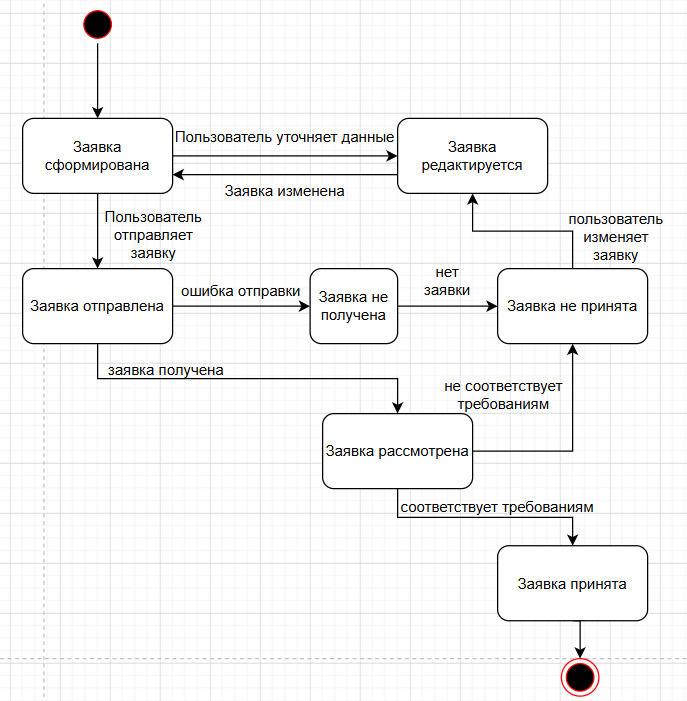 Заявка
сформирована
Пользователь уточняет данные
Заявка
редактируется
Заявка изменена
Пользователь
отправляет
заявку
пользователь
изменяет
заявку
Заявка отправлена
ошибка отправки
Заявка не
получена
нет
заявки
Заявка не принята
заявка получена
не соответствует
требованиям
Заявка рассмотрена
соответствует требованиям
Заявка принята